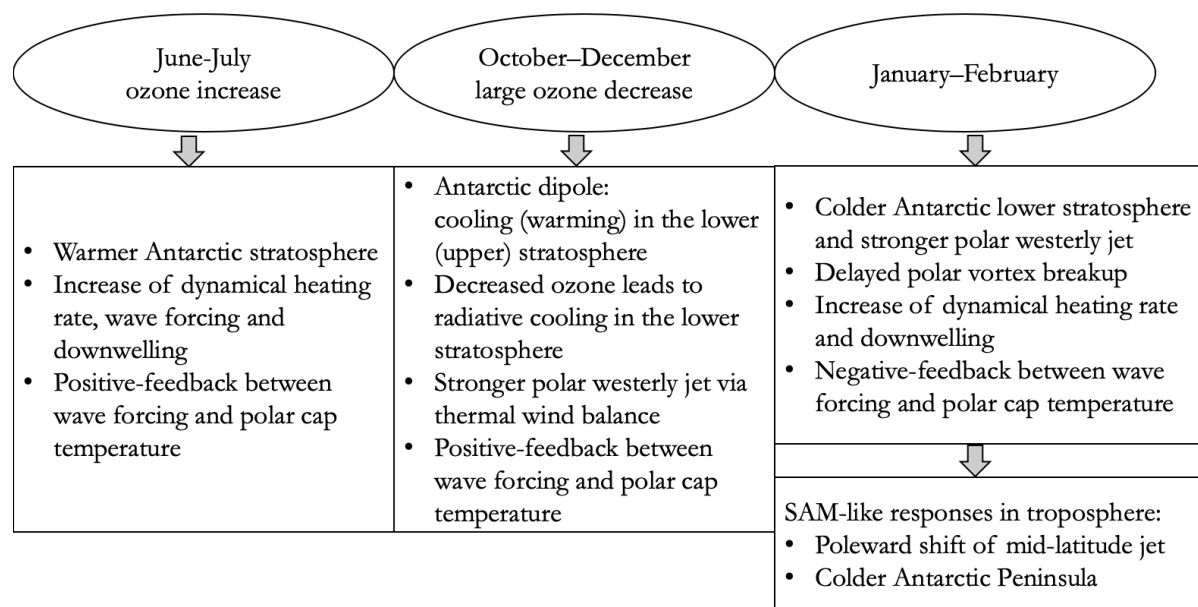 June-July
ozone increase
October–December
large ozone decrease
January–February
• Warmer Antarctic stratosphere
• Increase of dynamical heating
rate, wave forcing and
downwelling
• Positive-feedback between
wave forcing and polar cap
temperature
• Antarctic dipole:
cooling (warming) in the lower
(upper) stratosphere
• Decreased ozone leads to
radiative cooling in the lower
stratosphere
• Stronger polar westerly jet via
thermal wind balance
• Positive-feedback between
wave forcing and polar cap
temperature
• Colder Antarctic lower stratosphere
and stronger polar westerly jet
• Delayed polar vortex breakup
• Increase of dynamical heating rate
and downwelling
• Negative-feedback between wave
forcing and polar cap temperature
SAM-like responses in troposphere:
• Poleward shift of mid-latitude jet
• Colder Antarctic Peninsula